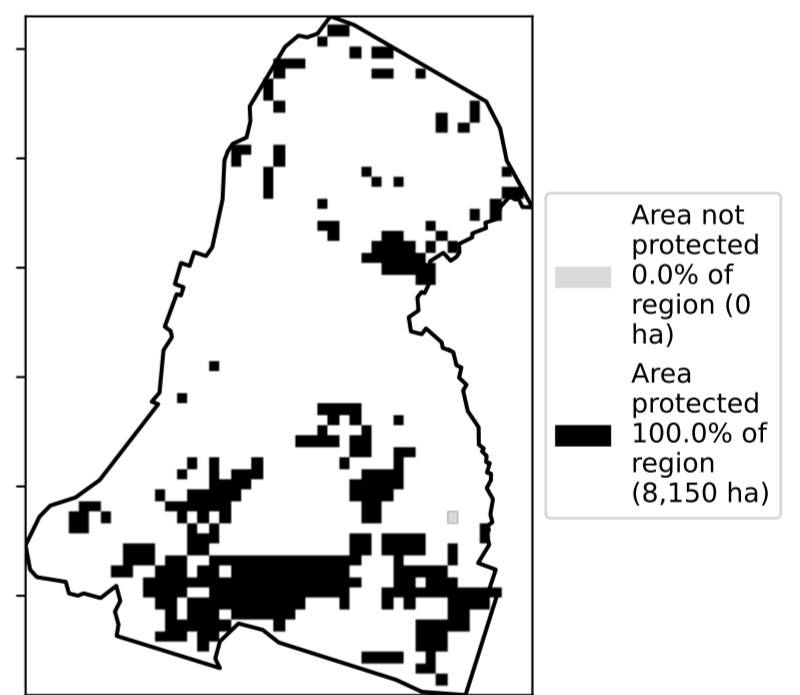 Area not
protected
0.0% of
region (0
ha)
Area
protected
100.0% of
region
(8,150 ha)